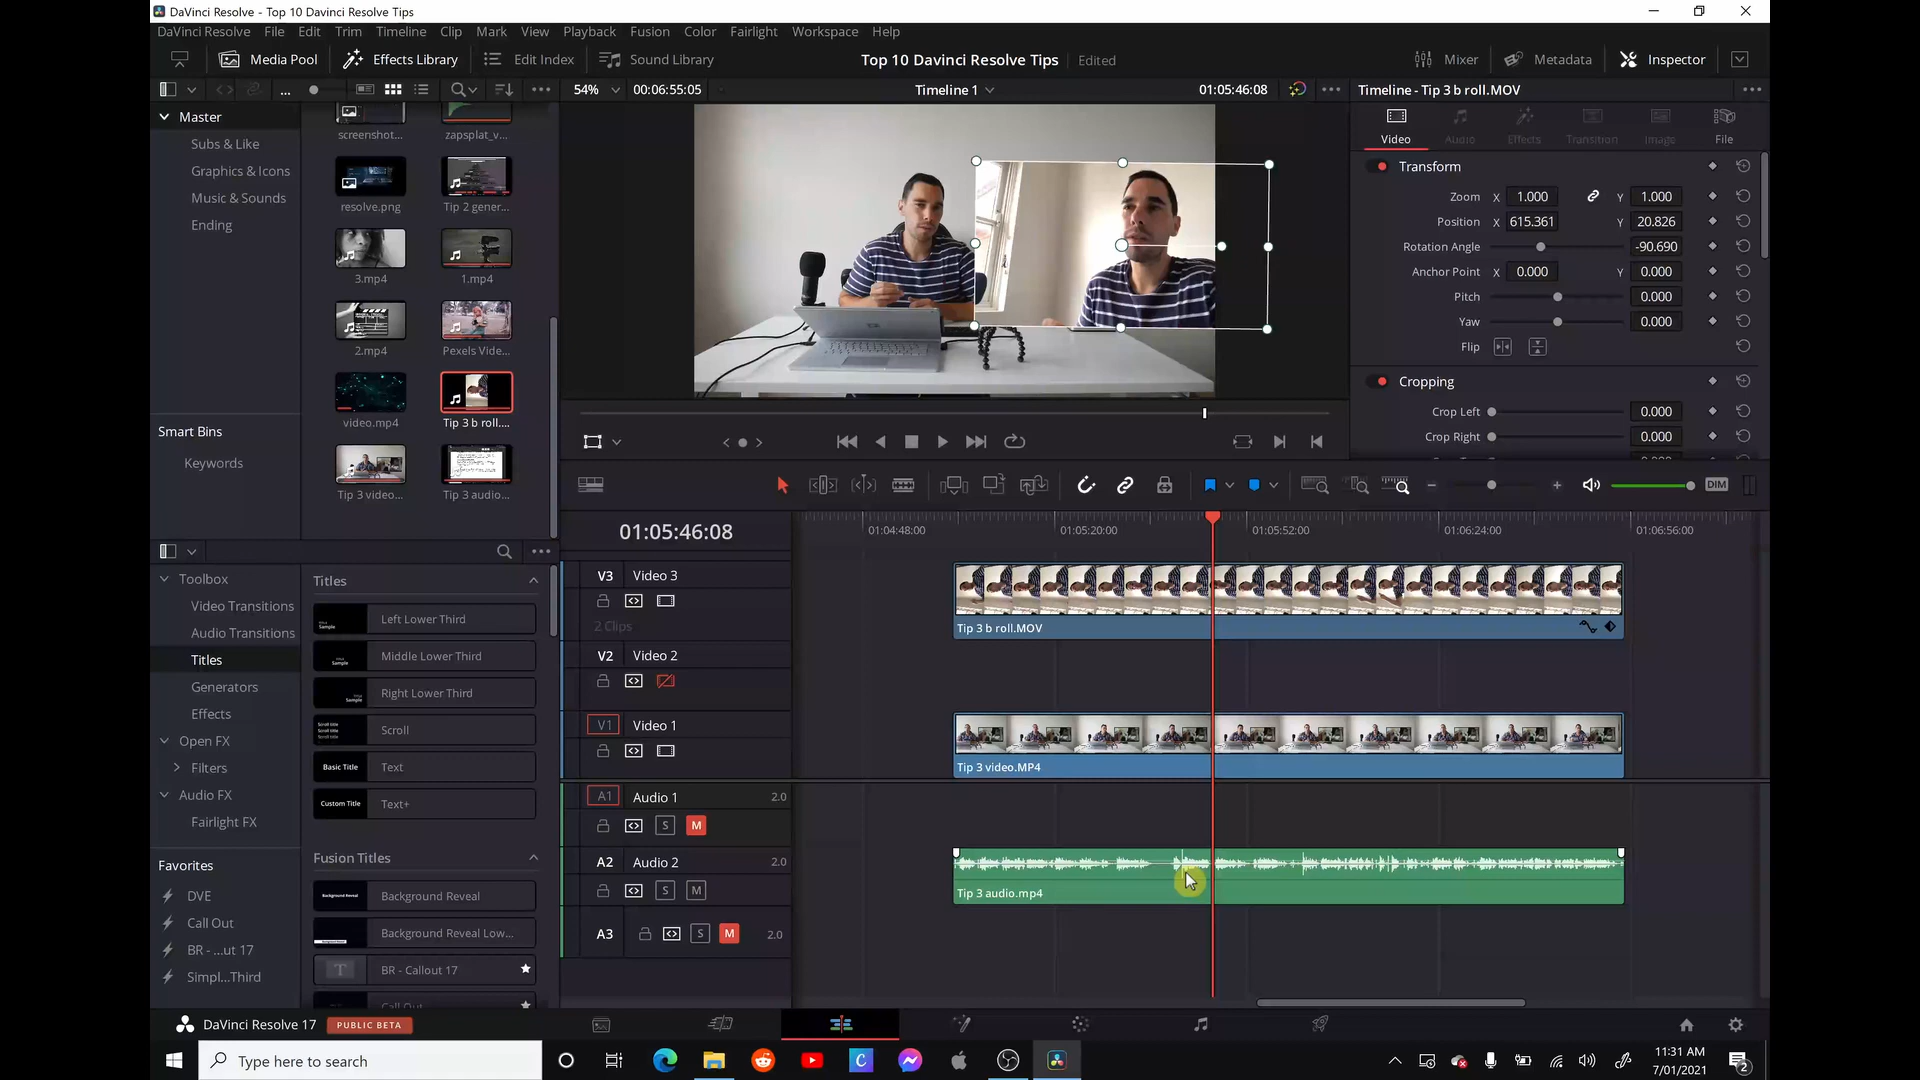 DaVinci Resolve - Top 10 Davinci Resolve Tips
DaVinci Resolve File Edit Trim Timeline Clip Mark View Playback Fusion Color Fairlight Workspace Help
Media Pool Effects Library Edit Index Sound Library Top 10 Davinci Resolve Tips Edited Mixer Metadata Inspector
... 54% 00:06:55:05 Timeline 1 01:05:46:08 Timeline - Tip 3 b roll.MOV
Master
Subs & Like
Graphics & Icons
Music & Sounds
Ending
Smart Bins
Keywords
screenshot... zapsplat_v...
resolve.png Tip 2 gener...
3.mp4 1.mp4
2.mp4 Pexels Vide...
video.mp4 Tip 3 b roll....
Tip 3 video.... Tip 3 audio...
Video Audio Effects Transition Image File
Transform
Zoom X 1.000 Y 1.000
Position X 615.361 Y 20.826
Rotation Angle -90.690
Anchor Point X 0.000 Y 0.000
Pitch 0.000
Yaw 0.000
Flip
Cropping
Crop Left 0.000
Crop Right 0.000
DIM
Toolbox
Video Transitions
Audio Transitions
Titles
Generators
Effects
Open FX
Filters
Audio FX
Fairlight FX
Favorites
DVE
Call Out
BR - ...ut 17
Simpl...Third
Titles
Left Lower Third
Middle Lower Third
Right Lower Third
Scroll
Basic Title Text
Custom Title Text+
Fusion Titles
Background Reveal
Background Reveal Low...
T BR - Callout 17
Call Out
01:05:46:08
01:04:48:00 01:05:20:00 01:05:52:00 01:06:24:00 01:06:56:00
V3 Video 3
2 Clips
Tip 3 b roll.MOV
V2 Video 2
V1 Video 1
Tip 3 video.MP4
A1 Audio 1 2.0
S M
A2 Audio 2 2.0
S M
Tip 3 audio.mp4
A3 S M 2.0
DaVinci Resolve 17 PUBLIC BETA
Type here to search
C
11:31 AM
7/01/2021
2